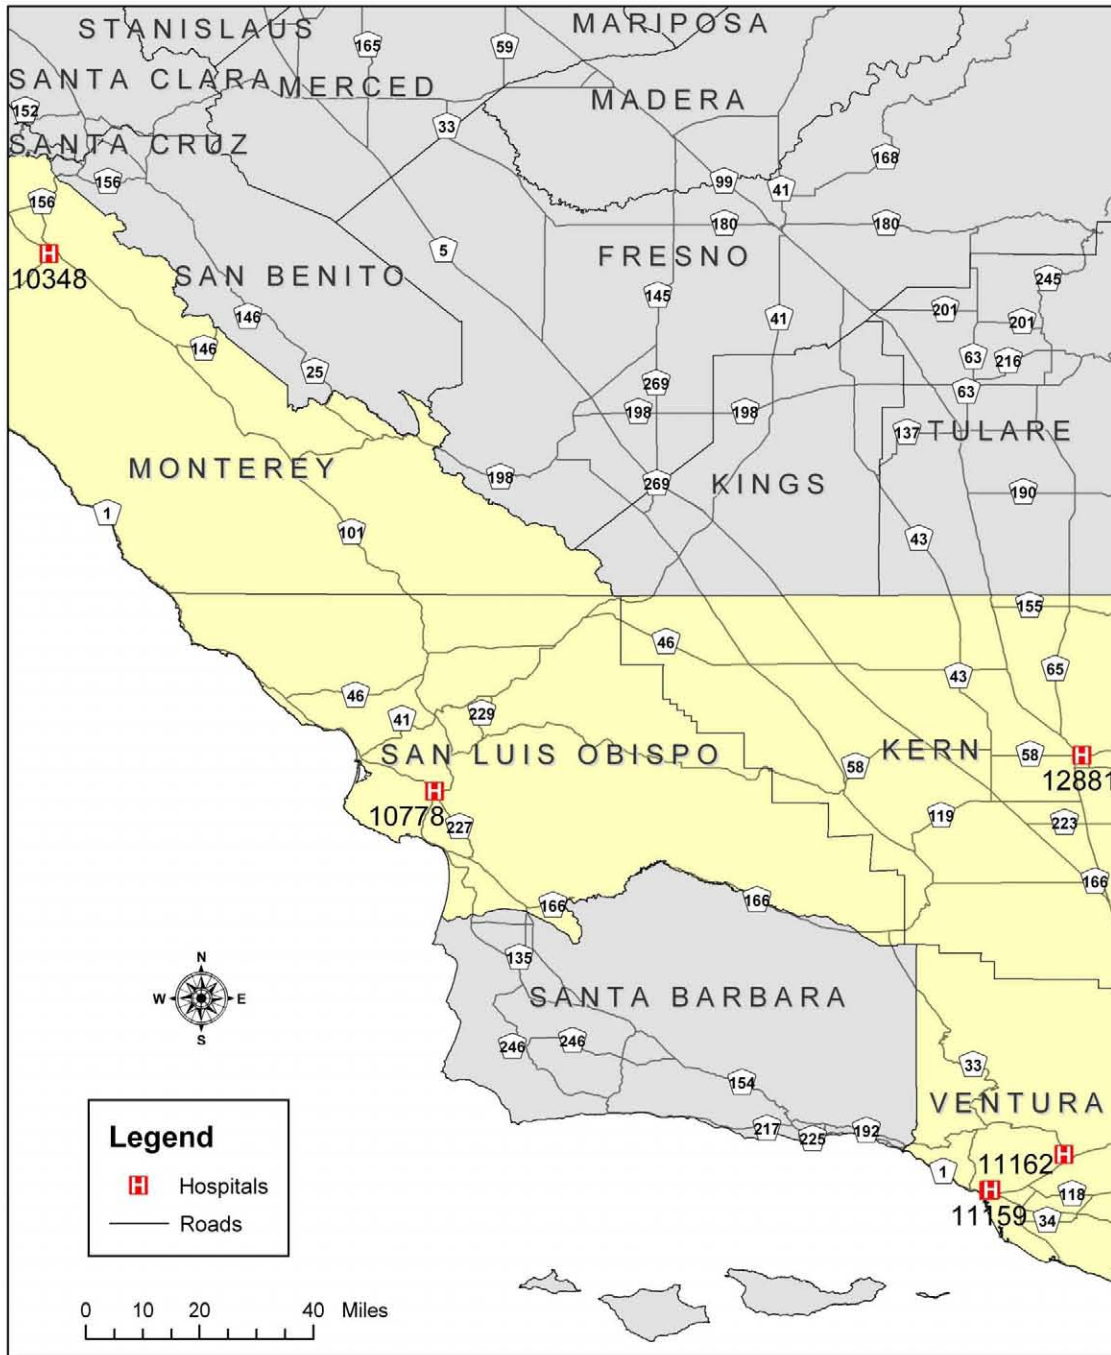 STANISLAUS
165
59
MARIPOSA
SANTA CLARA
MERCED
MADERA
152
33
SANTA CRUZ
168
156
99
41
156
180
180
10348
SAN BENITO
5
FRESNO
145
245
146
41
201
201
146
25
63
216
269
63
198
198
137
TULARE
MONTEREY
198
269
KINGS
190
1
101
43
155
46
43
65
46
41
229
SAN LUIS OBISPO
KERN
58
58
H
12881
H
10778
227
119
223
166
166
166
135
N
W
E
S
SANTA BARBARA
246
246
154
33
VENTURA
217
225
192
Legend
H Hospitals
Roads
1
11162
H
H
118
11159
34
0 10 20 40 Miles
H